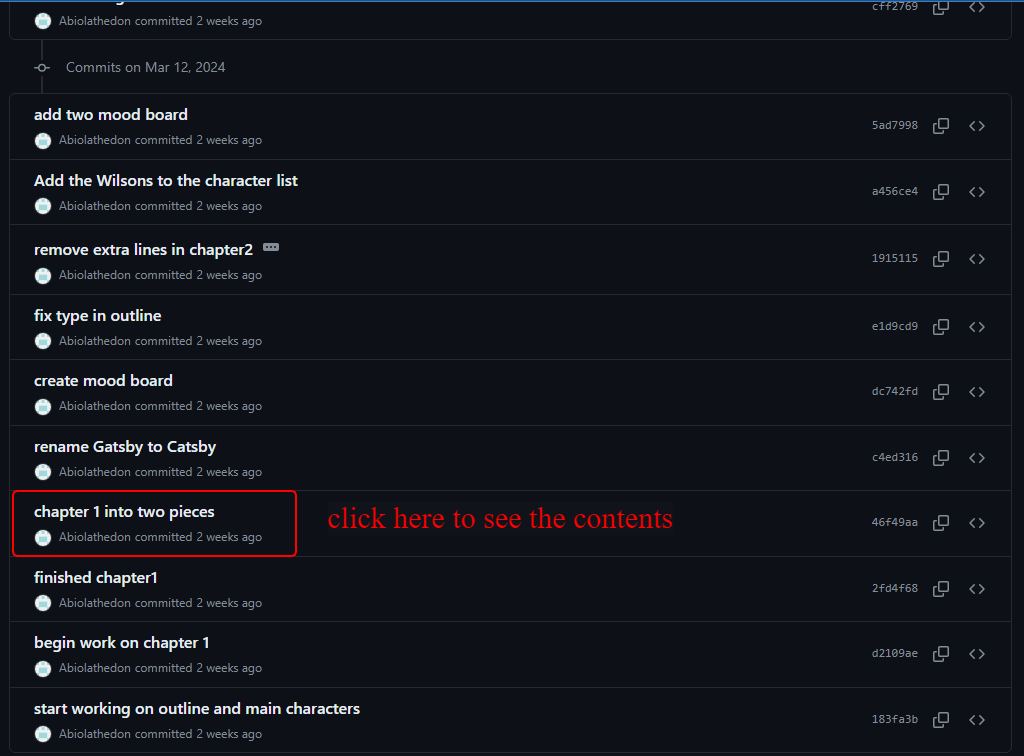 cff2769
Abiolathedon committed 2 weeks ago
Commits on Mar 12, 2024
add two mood board
Abiolathedon committed 2 weeks ago
5ad7998
Add the Wilsons to the character list
Abiolathedon committed 2 weeks ago
a456ce4
remove extra lines in chapter2
Abiolathedon committed 2 weeks ago
1915115
fix type in outline
Abiolathedon committed 2 weeks ago
e1d9cd9
create mood board
Abiolathedon committed 2 weeks ago
dc742fd
rename Gatsby to Catsby
Abiolathedon committed 2 weeks ago
c4ed316
chapter 1 into two pieces
Abiolathedon committed 2 weeks ago
click here to see the contents
46f49aa
finished chapter1
Abiolathedon committed 2 weeks ago
2fd4f68
begin work on chapter 1
Abiolathedon committed 2 weeks ago
d2109ae
start working on outline and main characters
Abiolathedon committed 2 weeks ago
183fa3b